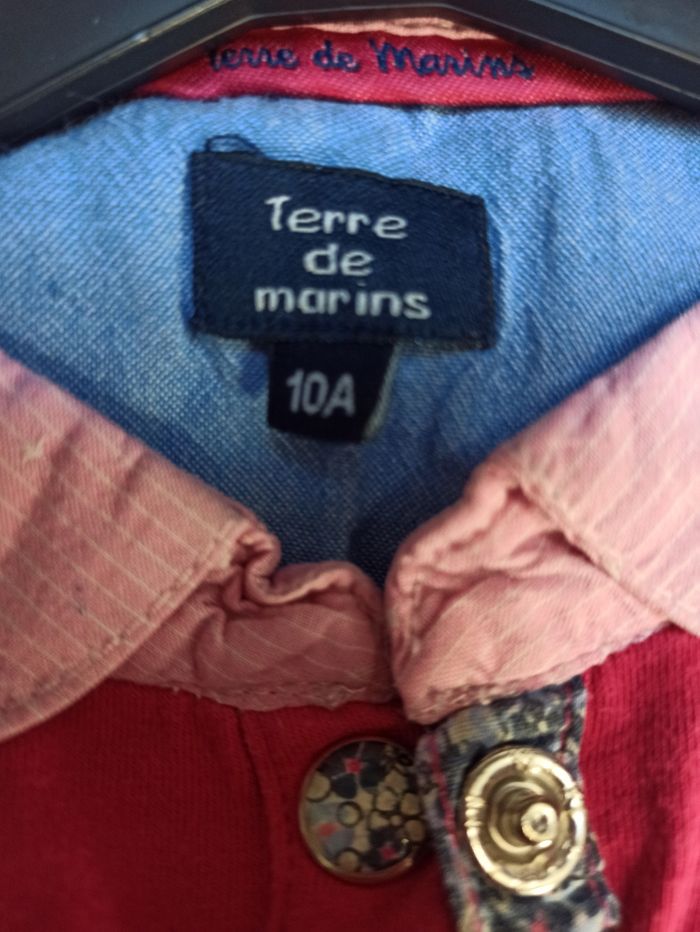 Terre de Marins
Terre
de
marins
10A